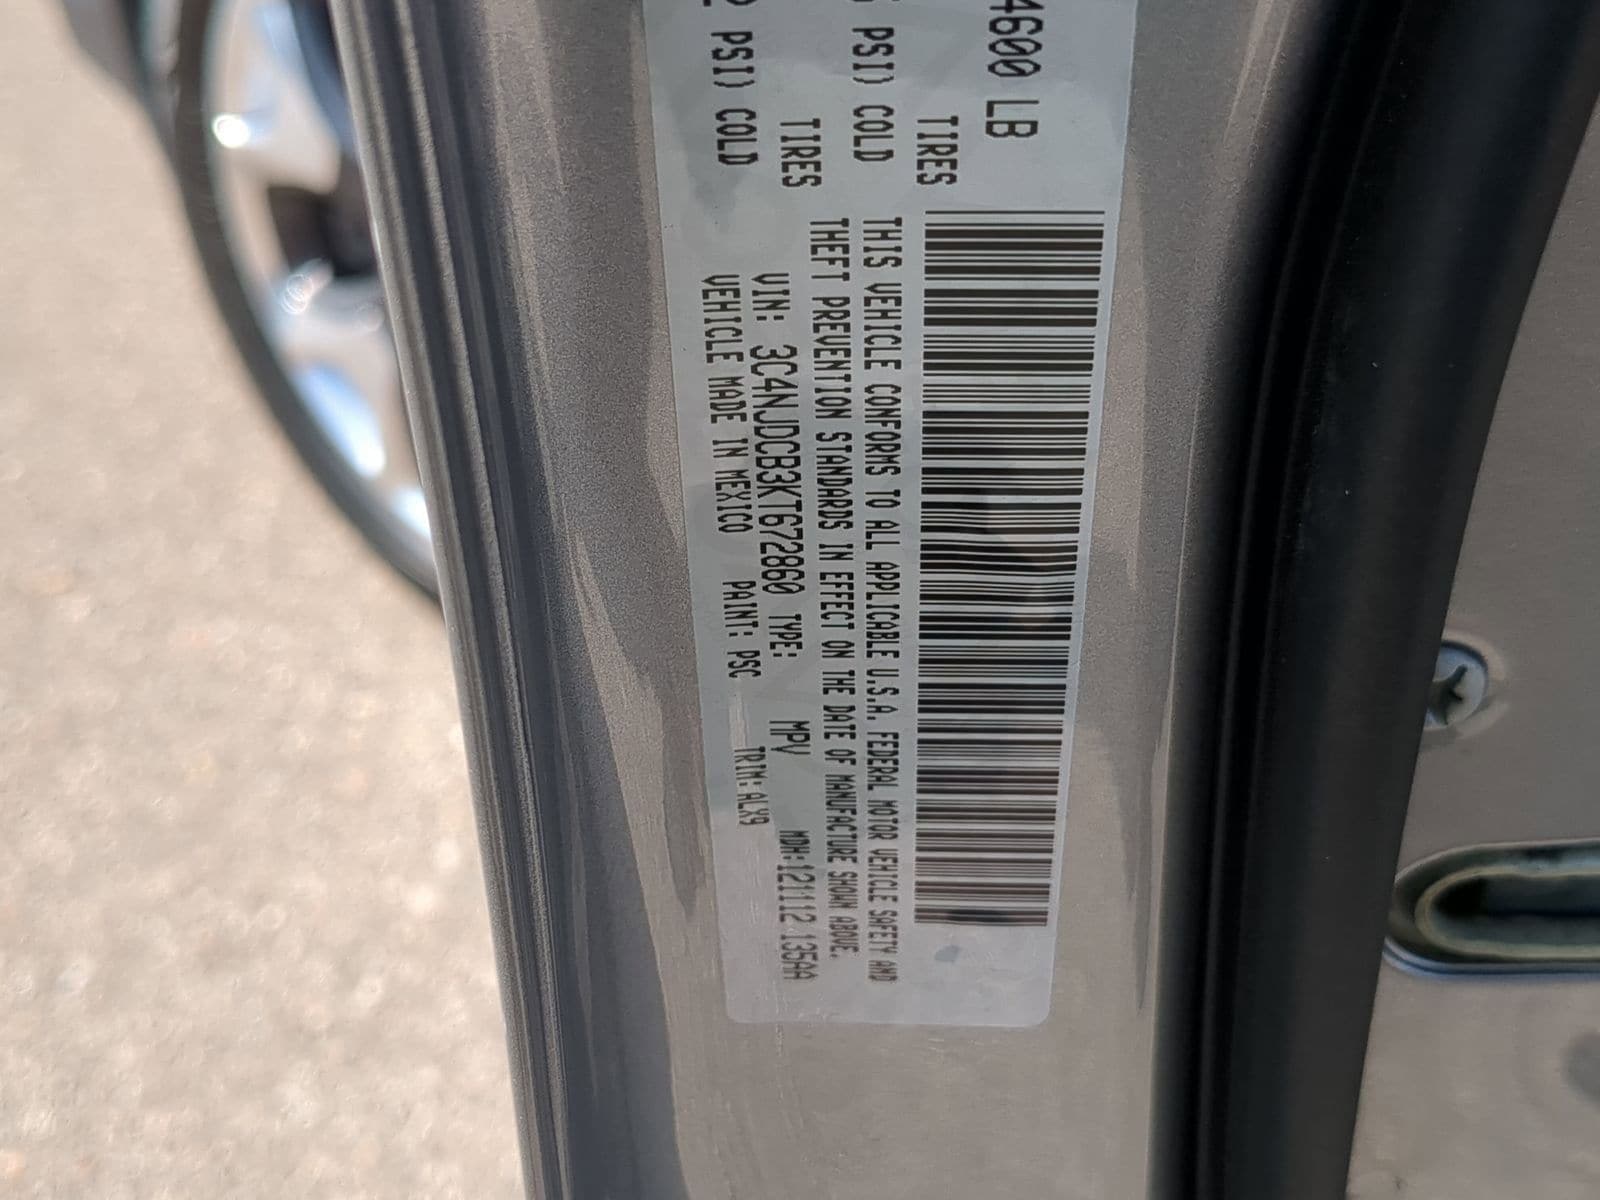 4600 LB
TIRES
PSI) COLD
TIRES
PSI) COLD
THIS VEHICLE CONFORMS TO ALL APPLICABLE U.S.A. FEDERAL MOTOR VEHICLE SAFETY AND
THEFT PREVENTION STANDARDS IN EFFECT ON THE DATE OF MANUFACTURE SHOWN ABOVE.
VIN: 3C4NJDCB3KT672860 TYPE: MPV MDH:121112 135AA
VEHICLE MADE IN MEXICO PAINT: PSC TRIM:ALX9